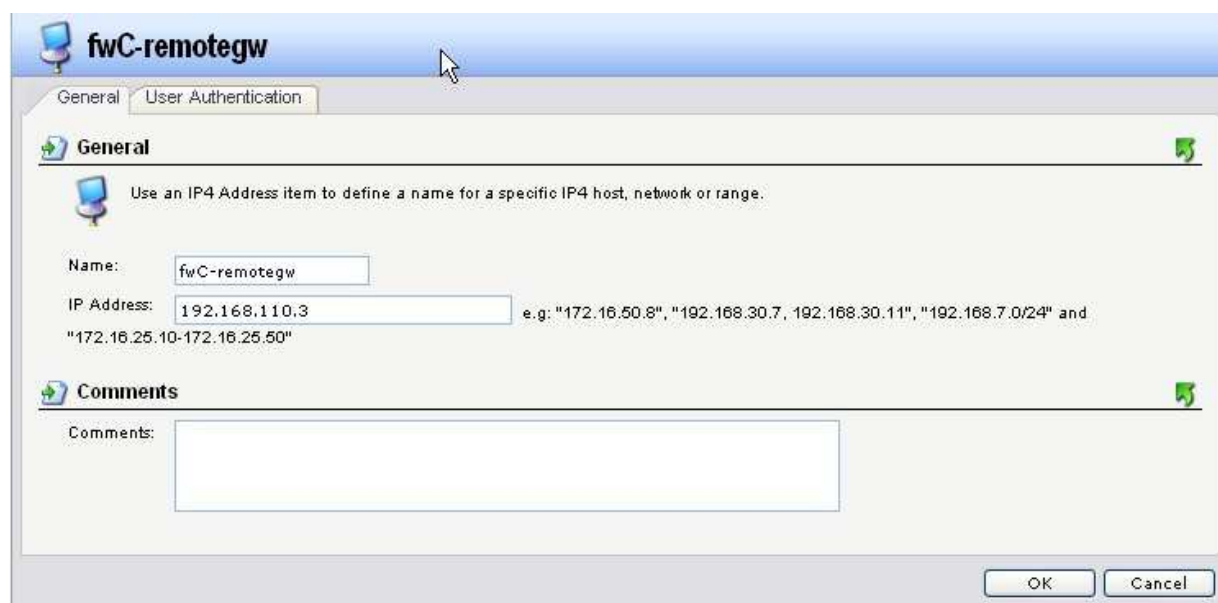 fwC-remotegw
General User Authentication
General
Use an IP4 Address item to define a name for a specific IP4 host, network or range.
Name: fwC-remotegw
IP Address: 192.168.110.3 e.g: "172.16.50.8", "192.168.30.7, 192.168.30.11", "192.168.7.0/24" and
"172.16.25.10-172.16.25.50"
Comments
Comments:
OK Cancel